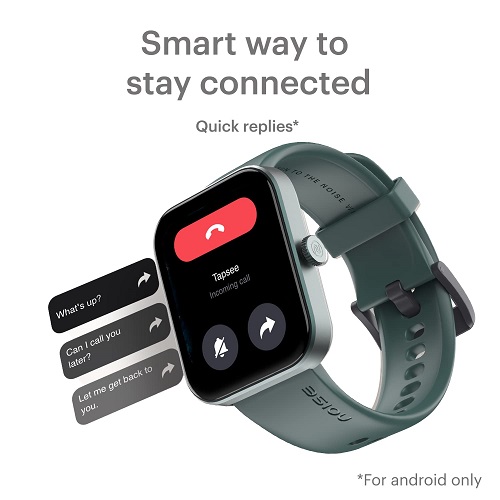 Smart way to
stay connected
Quick replies*
TO THE NOISE
Tapsee
Incoming call
What's up?
Can I call you
later?
Let me get back to
you.
noise
*For android only